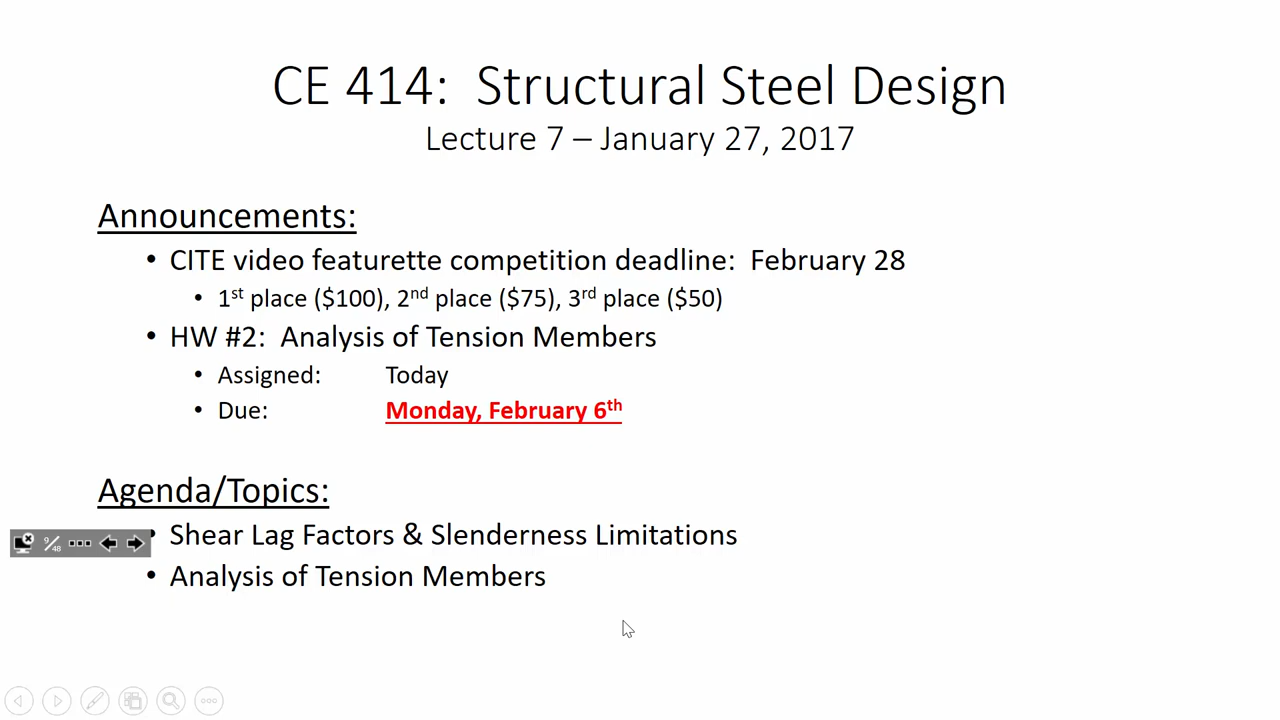 CE 414: Structural Steel Design
Lecture 7 – January 27, 2017
Announcements:
• CITE video featurette competition deadline: February 28
• 1st place ($100), 2nd place ($75), 3rd place ($50)
• HW #2: Analysis of Tension Members
• Assigned: Today
• Due: Monday, February 6th
Agenda/Topics:
• Shear Lag Factors & Slenderness Limitations
9/48
• Analysis of Tension Members